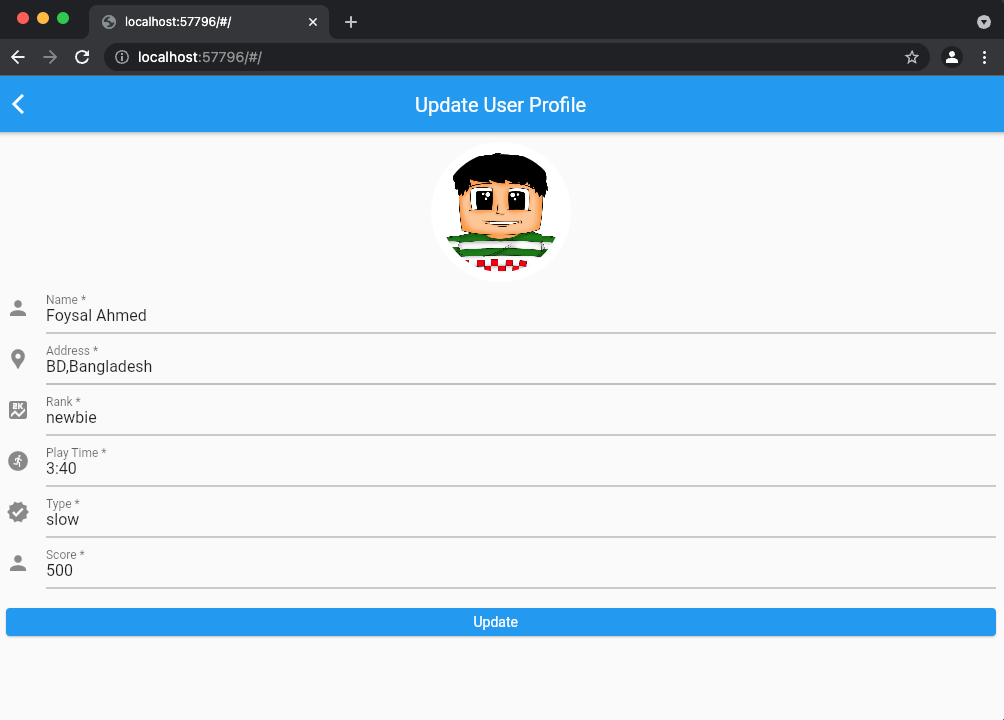 localhost:57796/#/
localhost:57796/#/
Update User Profile
Name *
Foysal Ahmed
Address *
BD,Bangladesh
2K
Rank *
newbie
Play Time *
3:40
Type *
slow
Score *
500
Update